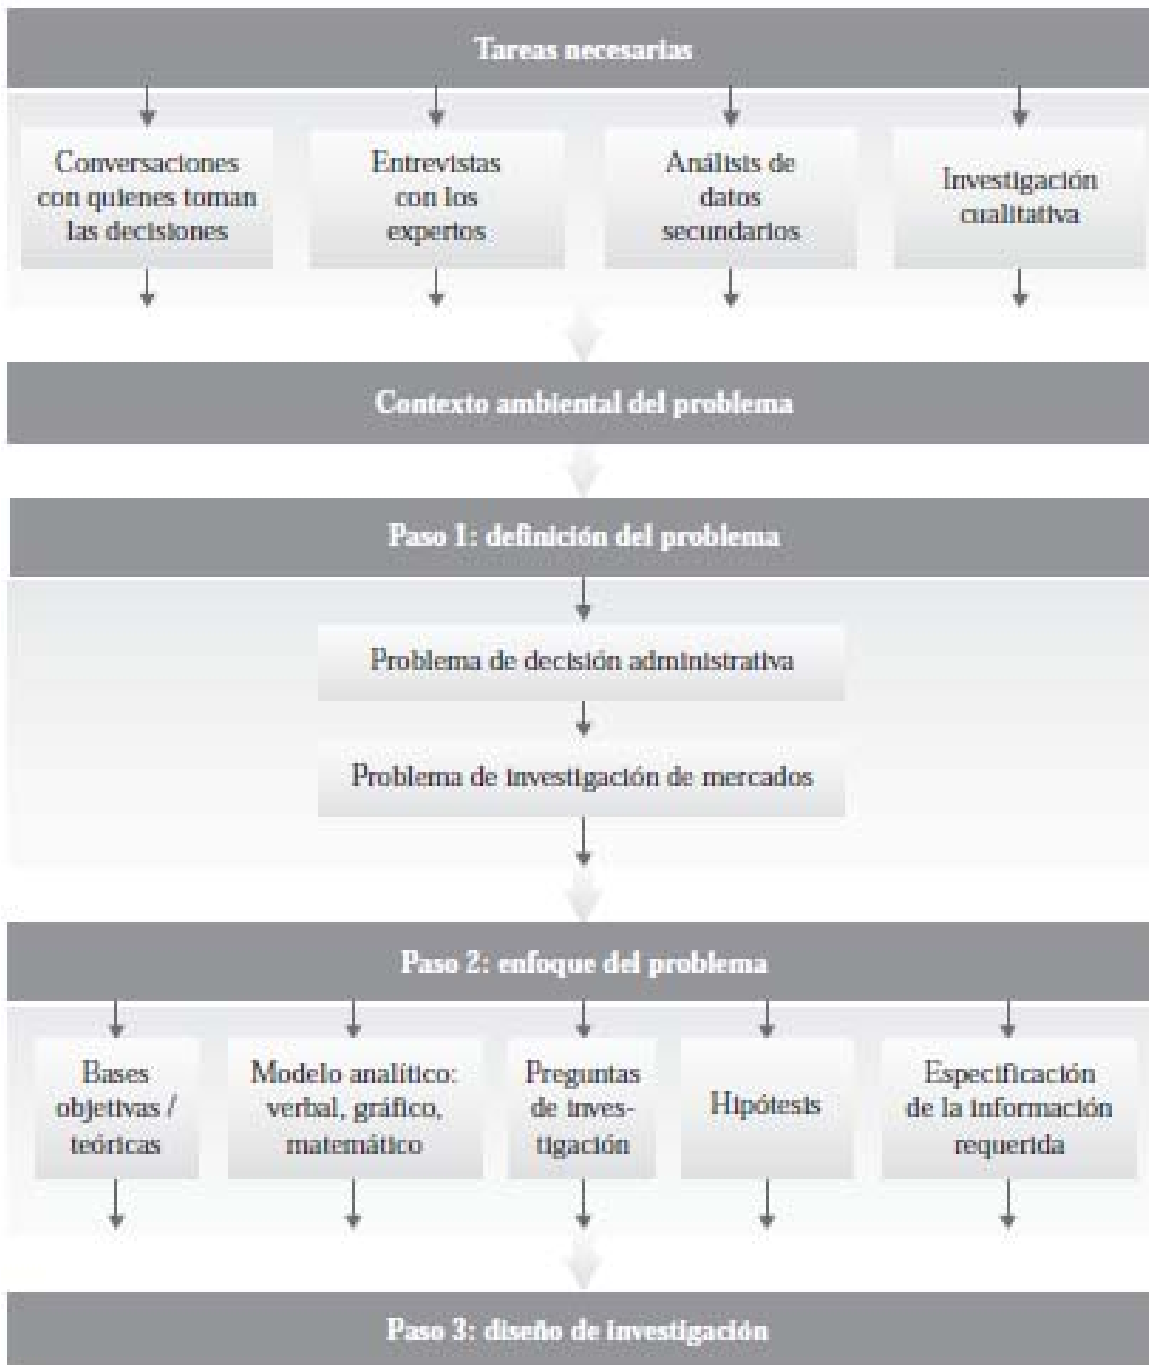 Tareas necesarias
Conversaciones
con quienes toman
las decisiones
Entrevistas
con los
expertos
Análisis de
datos
secundarios
Investigación
cualitativa
Contexto ambiental del problema
Paso 1: definición del problema
Problema de decisión administrativa
Problema de investigación de mercados
Paso 2: enfoque del problema
Bases
objetivas /
teóricas
Modelo analítico:
verbal, gráfico,
matemático
Preguntas
de inves-
tigación
Hipótesis
Especificación
de la información
requerida
Paso 3: diseño de investigación